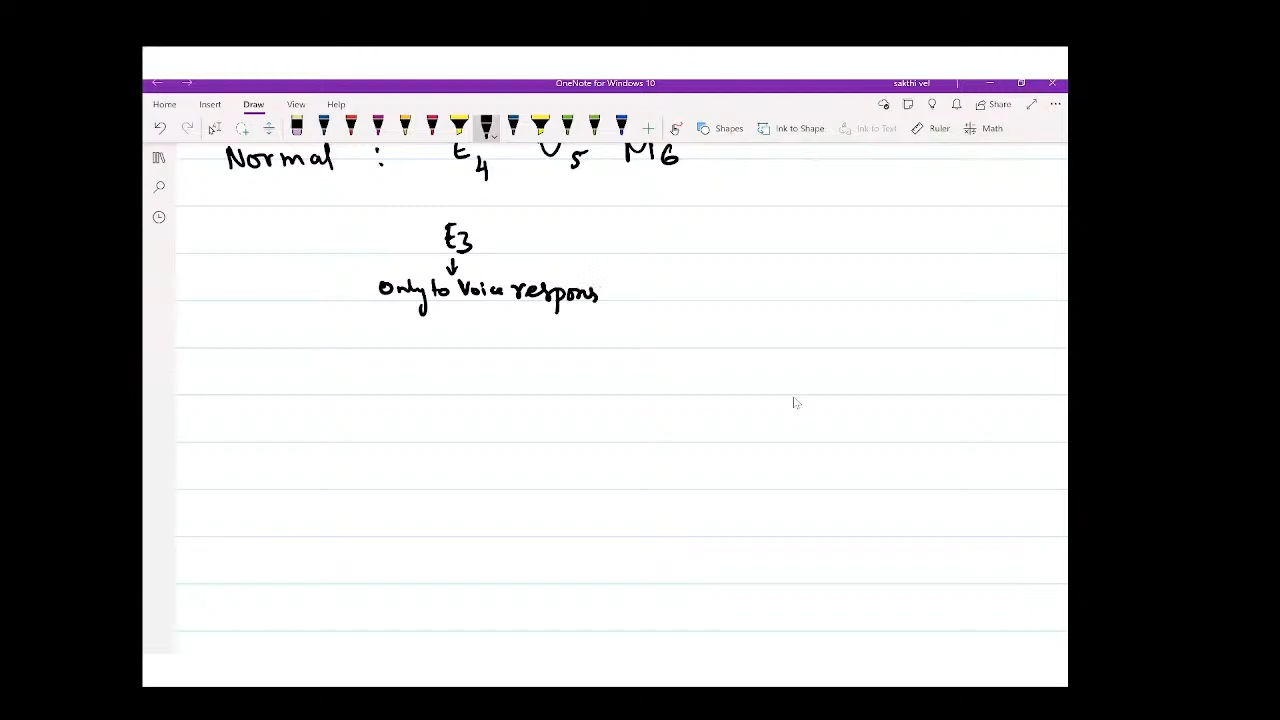 OneNote for Windows 10
sakthi vel
Home Insert Draw View Help
Share
Shapes Ink to Shape Ink to Text Ruler Math
Normal : E4 V5 M6
E3
Only to Voice respons